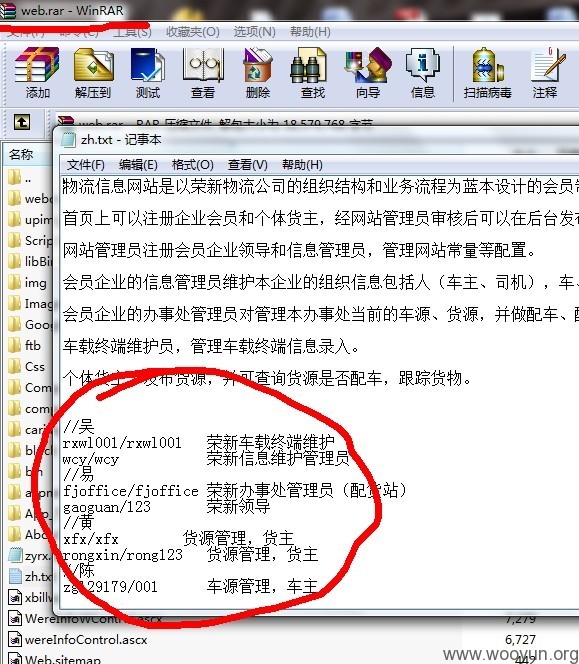 web.rar - WinRAR
文件(F) 命令(C) 工具(S) 收藏夹(O) 选项(N) 帮助(H)
添加 解压到 测试 查看 删除 查找 向导 信息 扫描病毒 注释
web.rar - RAR 压缩文件, 解包大小为 18,579,768 字节
名称
zh.txt - 记事本
文件(F) 编辑(E) 格式(O) 查看(V) 帮助(H)
..
upim
Scrip
libBin
img
Imag
Goo
ftb
Css
Com
com
car
bin
App_
Abo
zyrx.
zh.txt
物流信息网站是以荣新物流公司的组织结构和业务流程为蓝本设计的会员制
首页上可以注册企业会员和个体货主，经网站管理员审核后可以在后台发布
网站管理员注册会员企业领导和信息管理员，管理网站常量等配置。
会员企业的信息管理员维护本企业的组织信息包括人（车主、司机），车、
会员企业的办事处管理员对管理本办事处当前的车源、货源，并做配车、
车载终端维护员，管理车载终端信息录入。
个体货主可发布货源，并可查询货源是否配车，跟踪货物。
//吴
rxwl001/rxwl001 荣新车载终端维护
wcy/wcy 荣新信息维护管理员
//易
fjoffice/fjoffice 荣新办事处管理员（配货站）
gaoguan/123 荣新领导
//黄
xfx/xfx 货源管理，货主
rongxin/rong123 货源管理，货主
//陈
zgl29179/001 车源管理，车主
xbillw
WereInfoWControl.ascx 7,279
wereInfoControl.ascx 6,727
Web.sitemap 442
www.wooyun.org